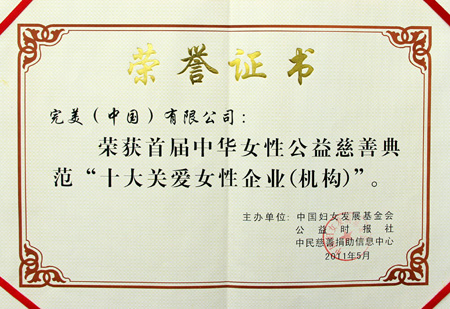 荣誉证书
完美(中国)有限公司:
荣获首届中华女性公益慈善典
范“十大关爱女性企业(机构)”。
主办单位: 中国妇女发展基金会
公益时报社
中民慈善捐助信息中心
2011年5月